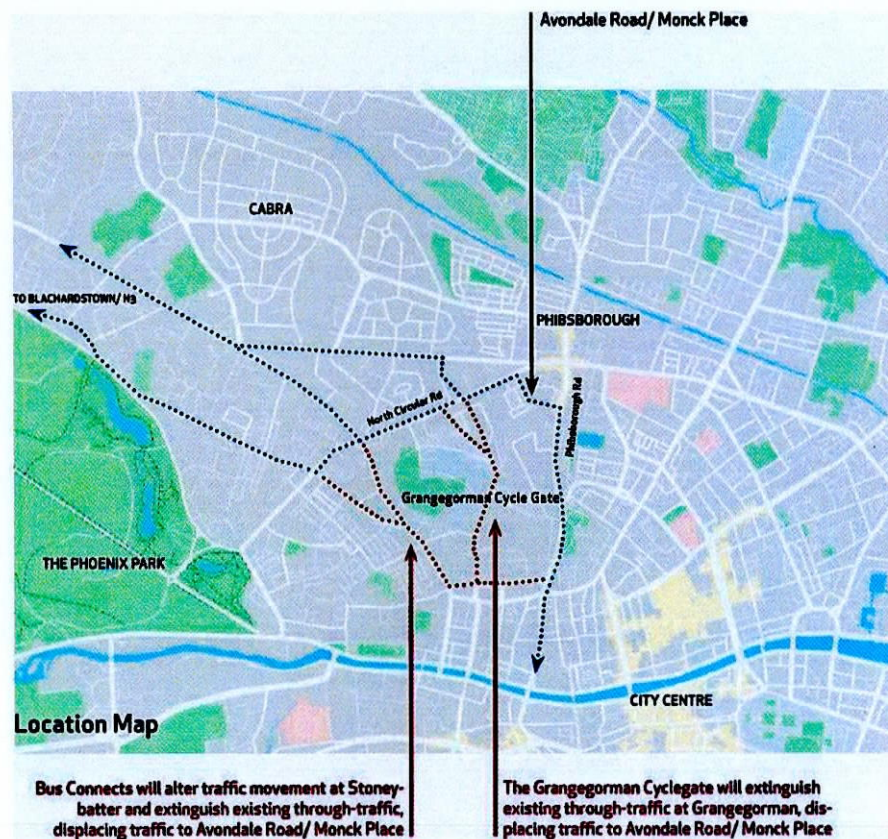 Avondale Road/ Monck Place
CABRA
TO BLACHARDSTOWN/ N3
PHIBSBOROUGH
North Circular Rd
Phibsborough Rd
Grangegorman Cycle Gate
THE PHOENIX PARK
CITY CENTRE
Location Map
Bus Connects will alter traffic movement at Stoney-
batter and extinguish existing through-traffic,
displacing traffic to Avondale Road/ Monck Place
The Grangegorman Cyclegate will extinguish
existing through-traffic at Grangegorman, dis-
placing traffic to Avondale Road/ Monck Place